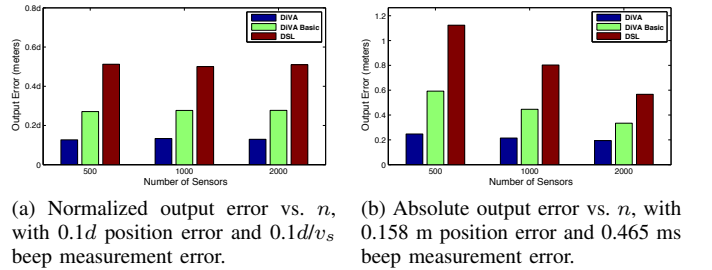 0.8d
0.6d
0.4d
0.2d
0
Output Error (meters)
DiVA
DiVA Basic
DSL
500
1000
2000
Number of Sensors
(a) Normalized output error vs. n,
with 0.1d position error and 0.1d/vₛ
beep measurement error.
1.2
1
0.8
0.6
0.4
0.2
0
Output Error (meters)
DiVA
DiVA Basic
DSL
500
1000
2000
Number of Sensors
(b) Absolute output error vs. n, with
0.158 m position error and 0.465 ms
beep measurement error.